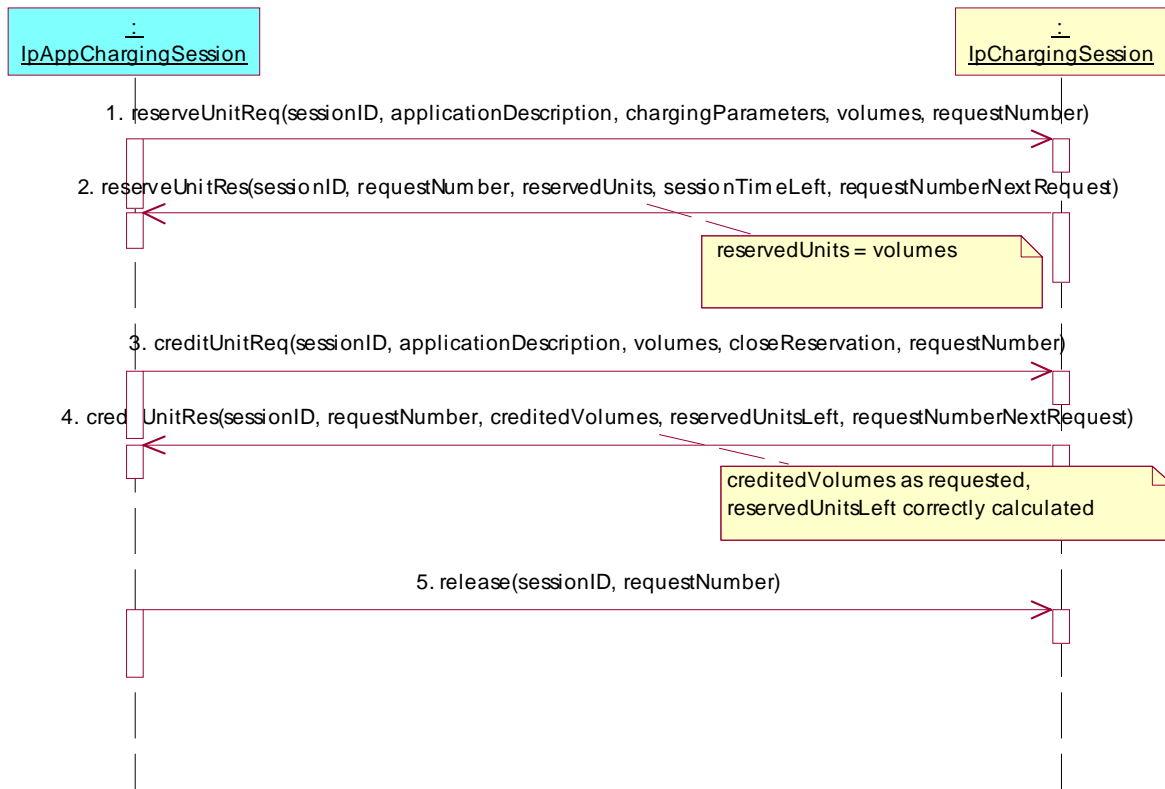 :
IpAppChargingSession
:
IpChargingSession
1. reserveUnitReq(sessionID, applicationDescription, chargingParameters, volumes, requestNumber)
2. reserveUnitRes(sessionID, requestNumber, reservedUnits, sessionTimeLeft, requestNumberNextRequest)
reservedUnits = volumes
3. creditUnitReq(sessionID, applicationDescription, volumes, closeReservation, requestNumber)
4. creditUnitRes(sessionID, requestNumber, creditedVolumes, reservedUnitsLeft, requestNumberNextRequest)
creditedVolumes as requested,
reservedUnitsLeft correctly calculated
5. release(sessionID, requestNumber)